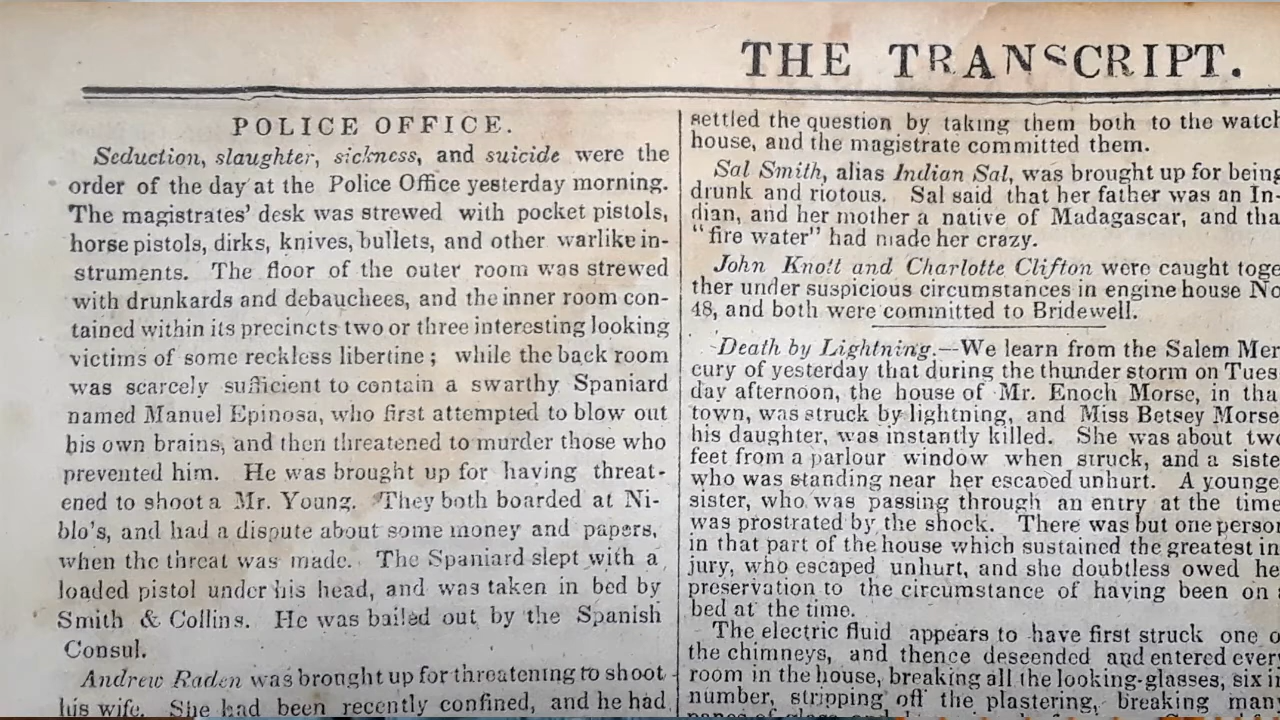 THE TRANSCRIPT.
POLICE OFFICE.
Seduction, slaughter, sickness, and suicide were the
order of the day at the Police Office yesterday morning.
The magistrates' desk was strewed with pocket pistols,
horse pistols, dirks, knives, bullets, and other warlike in-
struments. The floor of the outer room was strewed
with drunkards and debauchees, and the inner room con-
tained within its precincts two or three interesting looking
victims of some reckless libertine; while the back room
was scarcely sufficient to contain a swarthy Spaniard
named Manuel Epinosa, who first attempted to blow out
his own brains, and then threatened to murder those who
prevented him. He was brought up for having threat-
ened to shoot a Mr. Young. They both boarded at Ni-
blo's, and had a dispute about some money and papers,
when the threat was made. The Spaniard slept with a
loaded pistol under his head, and was taken in bed by
Smith & Collins. He was bailed out by the Spanish
Consul.
Andrew Raden was brought up for threatening to shoot
his wife. She had been recently confined, and he had
settled the question by taking them both to the watch
house, and the magistrate committed them.
Sal Smith, alias Indian Sal, was brought up for being
drunk and riotous. Sal said that her father was an In-
dian, and her mother a native of Madagascar, and tha
"fire water" had made her crazy.
John Knott and Charlotte Clifton were caught toge
ther under suspicious circumstances in engine house No
48, and both were committed to Bridewell.
Death by Lightning.—We learn from the Salem Mer
cury of yesterday that during the thunder storm on Tues
day afternoon, the house of Mr. Enoch Morse, in tha
town, was struck by lightning, and Miss Betsey Morse
his daughter, was instantly killed. She was about two
feet from a parlour window when struck, and a siste
who was standing near her escaped unhurt. A younge
sister, who was passing through an entry at the time
was prostrated by the shock. There was but one person
in that part of the house which sustained the greatest in
jury, who escaped unhurt, and she doubtless owed he
preservation to the circumstance of having been on
bed at the time.
The electric fluid appears to have first struck one o
the chimneys, and thence deseended and entered every
room in the house, breaking all the looking-glasses, six in
number, stripping off the plastering, breaking man